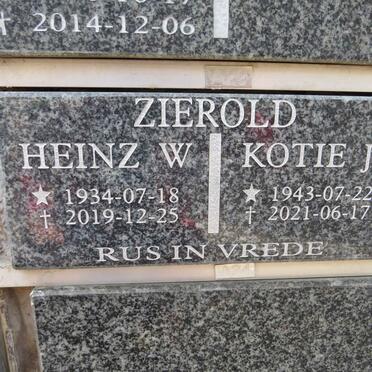 ✝ 2014-12-06
ZIEROLD
HEINZ W KOTIE J
★ 1934-07-18 ★ 1943-07-22
✝ 2019-12-25 ✝ 2021-06-17
RUS IN VREDE